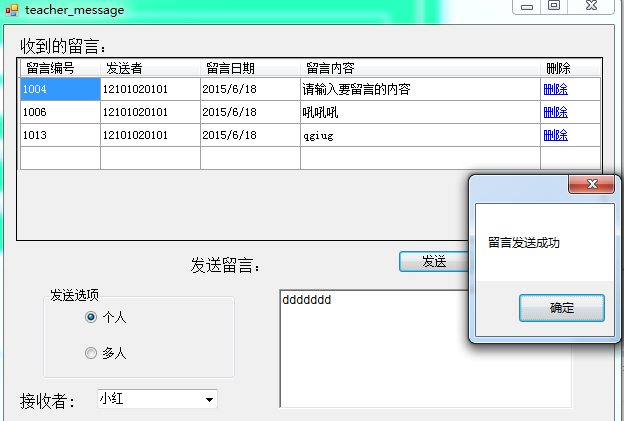 teacher_message
收到的留言：
留言编号 发送者 留言日期 留言内容 删除
1004 12101020101 2015/6/18 请输入要留言的内容 删除
1006 12101020101 2015/6/18 吼吼吼 删除
1013 12101020101 2015/6/18 qgiug 删除
留言发送成功
确定
发送留言： 发送
发送选项
个人
多人
ddddddd
接收者： 小红